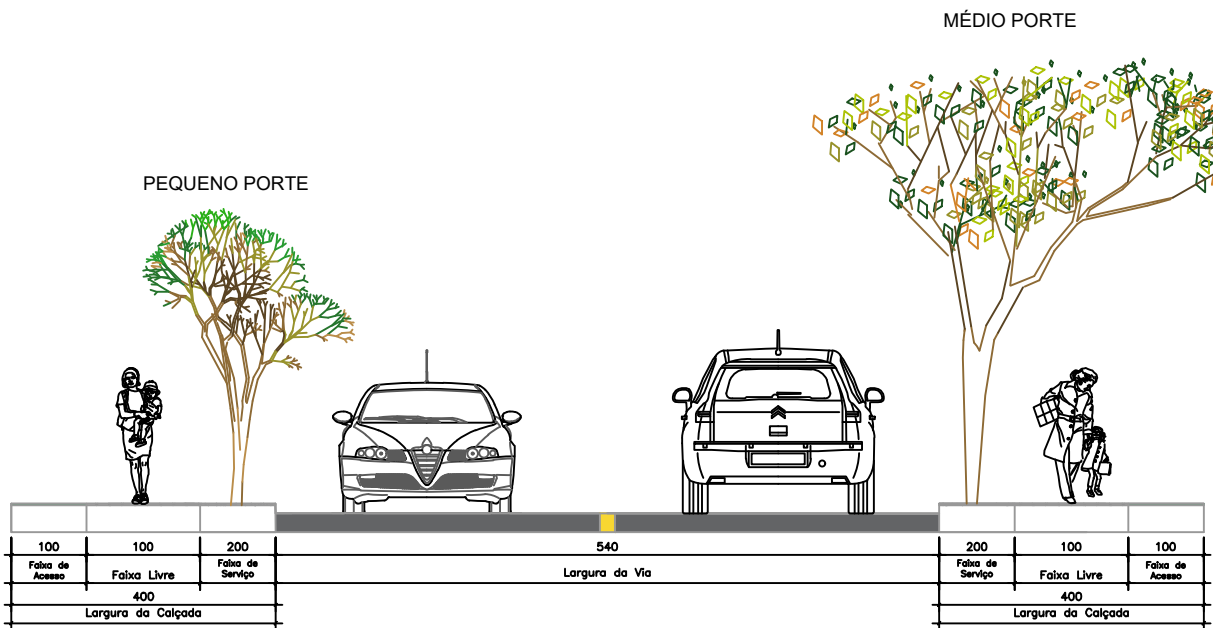 MÉDIO PORTE
PEQUENO PORTE
100 100 200 540 200 100 100
Faixa de Acesso Faixa Livre Faixa de Serviço Largura da Via Faixa de Serviço Faixa Livre Faixa de Acesso
400 400
Largura da Calçada Largura da Calçada